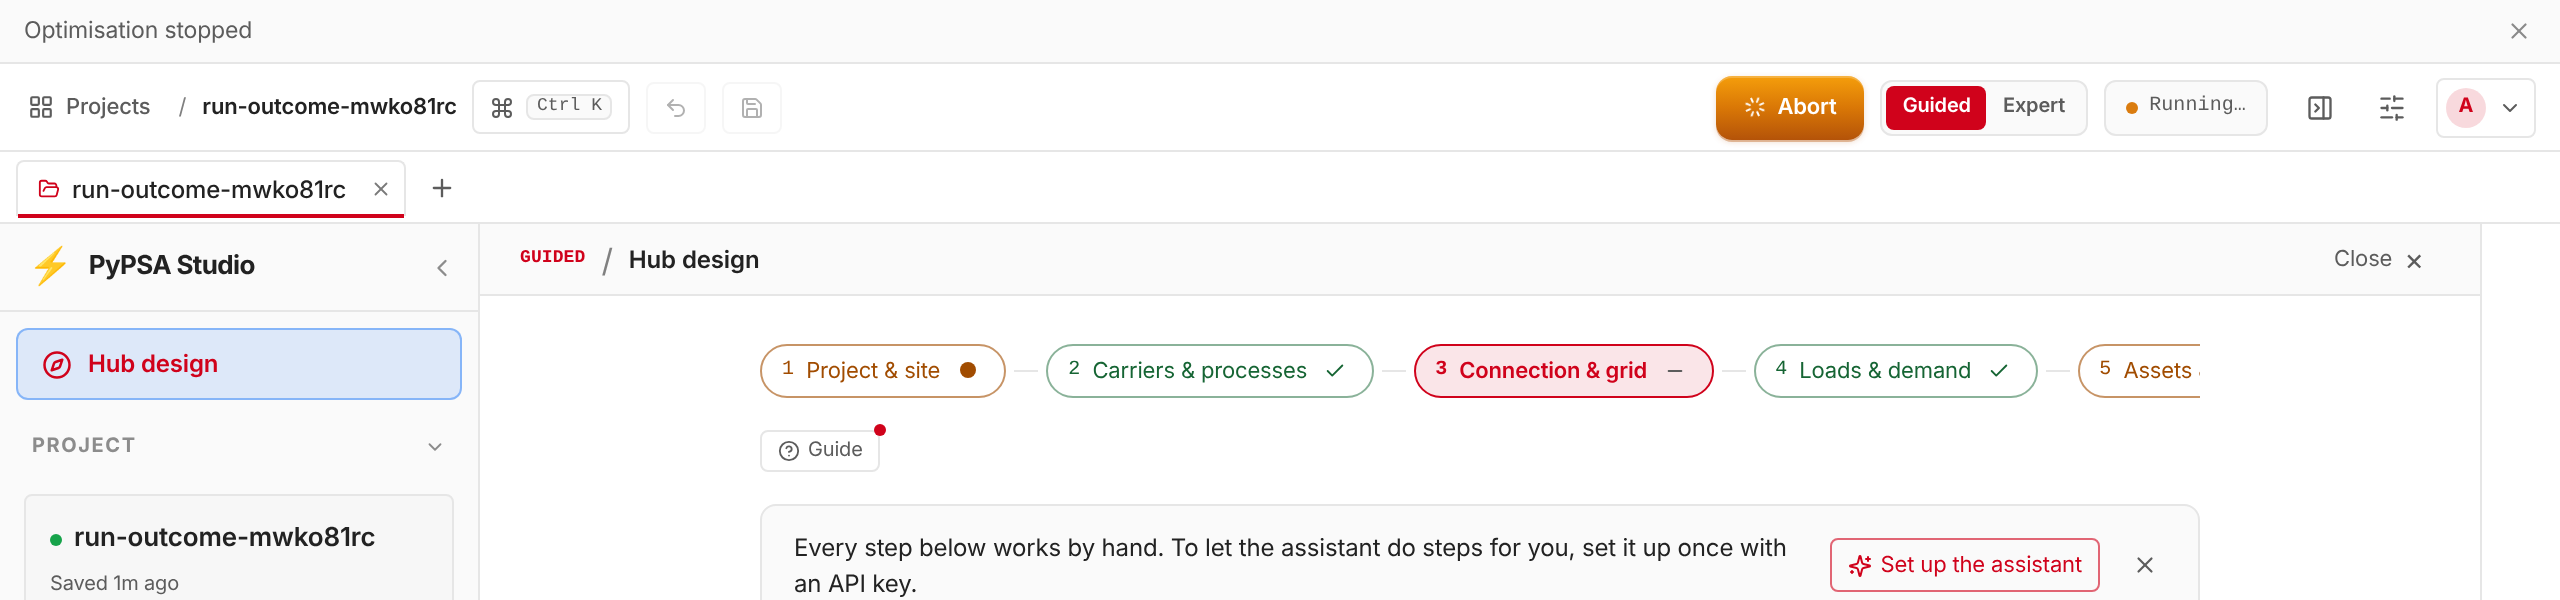 Optimisation stopped
Projects / run-outcome-mwko81rc Ctrl K Abort Guided Expert Running… A
run-outcome-mwko81rc
PyPSA Studio
GUIDED / Hub design Close
Hub design
1 Project & site 2 Carriers & processes 3 Connection & grid 4 Loads & demand 5 Assets
PROJECT
Guide
run-outcome-mwko81rc
Saved 1m ago
Every step below works by hand. To let the assistant do steps for you, set it up once with
an API key.
Set up the assistant